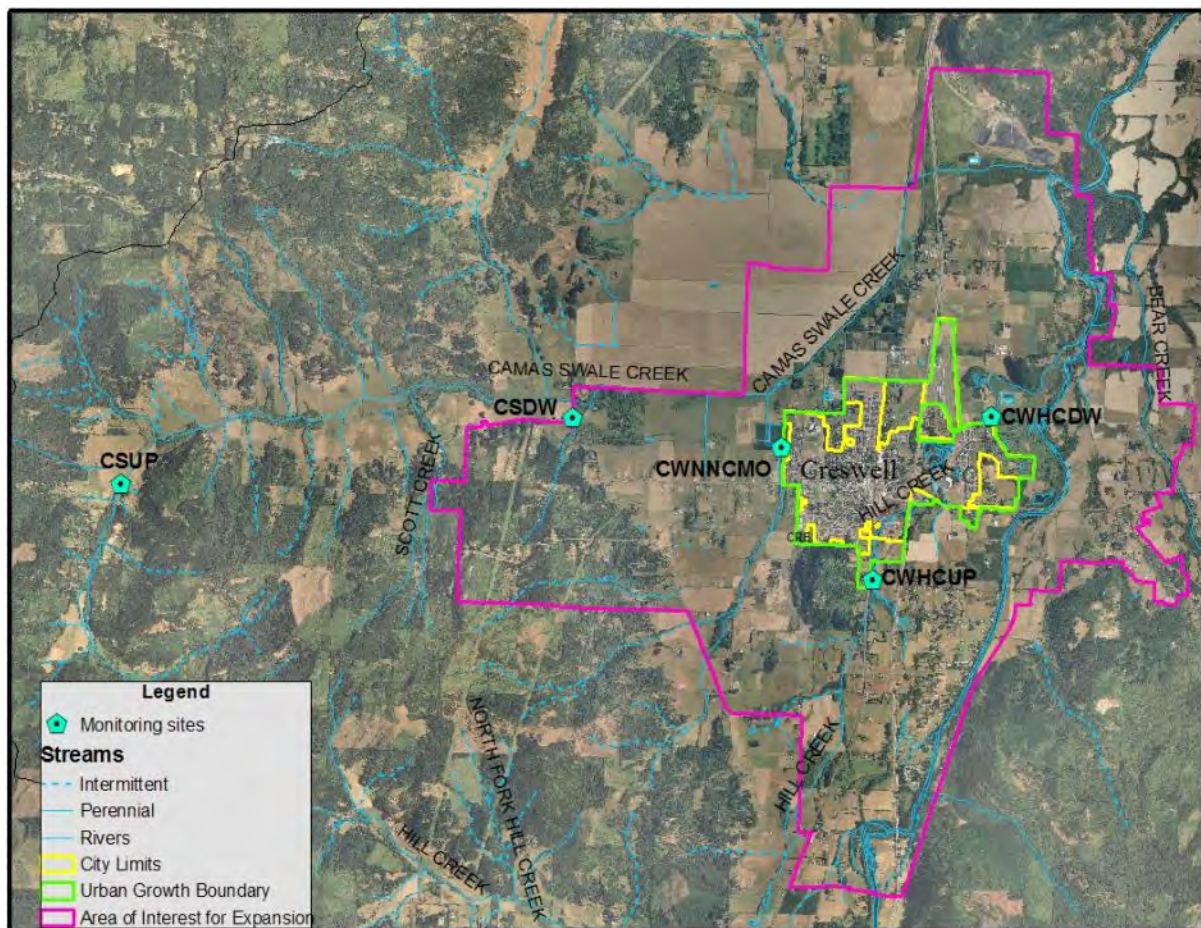 CAMAS SWALE CREEK
CAMAS SWALE CREEK
BEAR CREEK
CSDW
CWHCDW
CSUP
CWNNCMO
Creswell
SCOTT CREEK
HILL CREEK
CWHCUP
HILL CREEK
NORTH FORK HILL CREEK
HILL CREEK
Legend
Monitoring sites
Streams
Intermittent
Perennial
Rivers
City Limits
Urban Growth Boundary
Area of Interest for Expansion